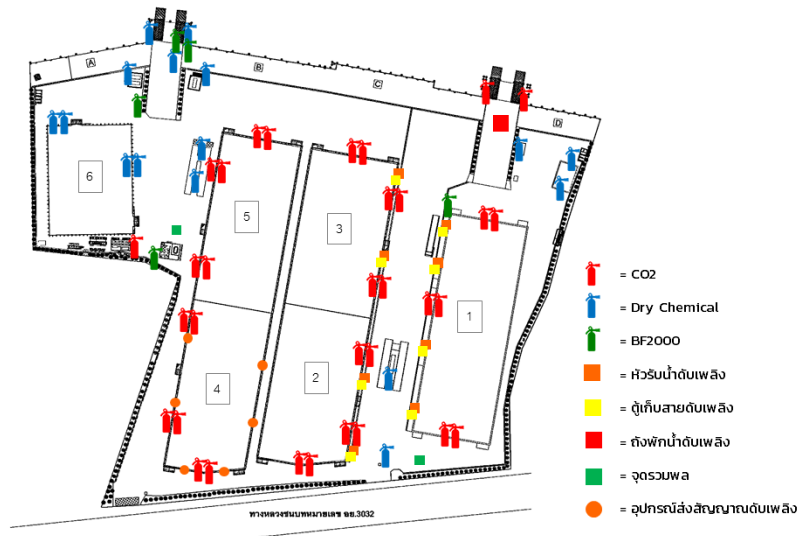 A
B
C
D
6
5
3
1
4
2
= CO2
= Dry Chemical
= BF2000
= หัวรับน้ำดับเพลิง
= ตู้เก็บสายดับเพลิง
= ถังพักน้ำดับเพลิง
= จุดรวมพล
= อุปกรณ์ส่งสัญญาณดับเพลิง
ทางหลวงชนบทหมายเลข อย.3032